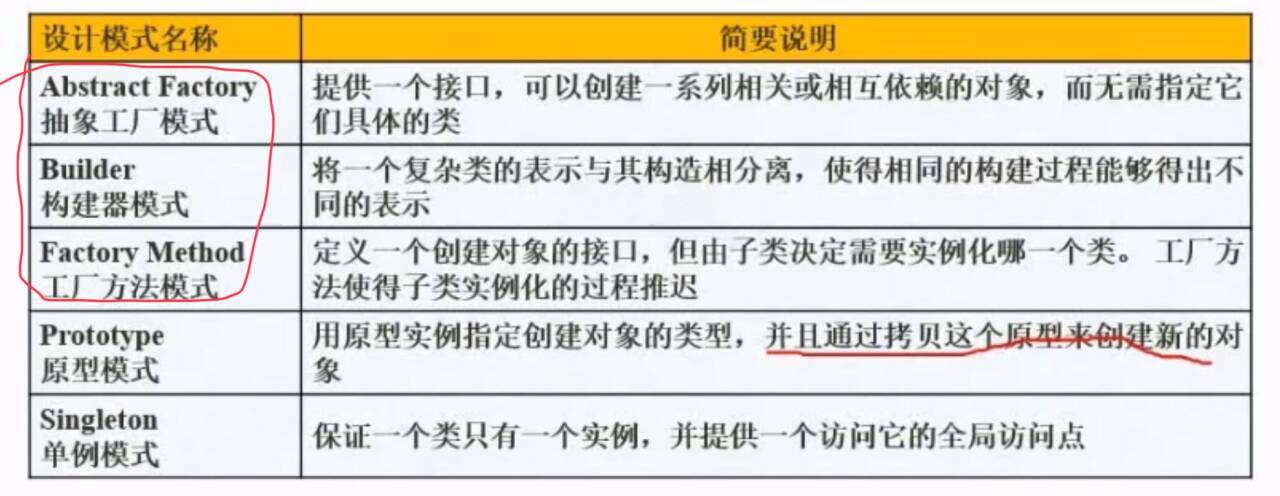 设计模式名称
简要说明
Abstract Factory
抽象工厂模式
提供一个接口，可以创建一系列相关或相互依赖的对象，而无需指定它
们具体的类
Builder
构建器模式
将一个复杂类的表示与其构造相分离，使得相同的构建过程能够得出不
同的表示
Factory Method
工厂方法模式
定义一个创建对象的接口，但由子类决定需要实例化哪一个类。 工厂方
法使得子类实例化的过程推迟
Prototype
原型模式
用原型实例指定创建对象的类型，并且通过拷贝这个原型来创建新的对
象
Singleton
单例模式
保证一个类只有一个实例，并提供一个访问它的全局访问点